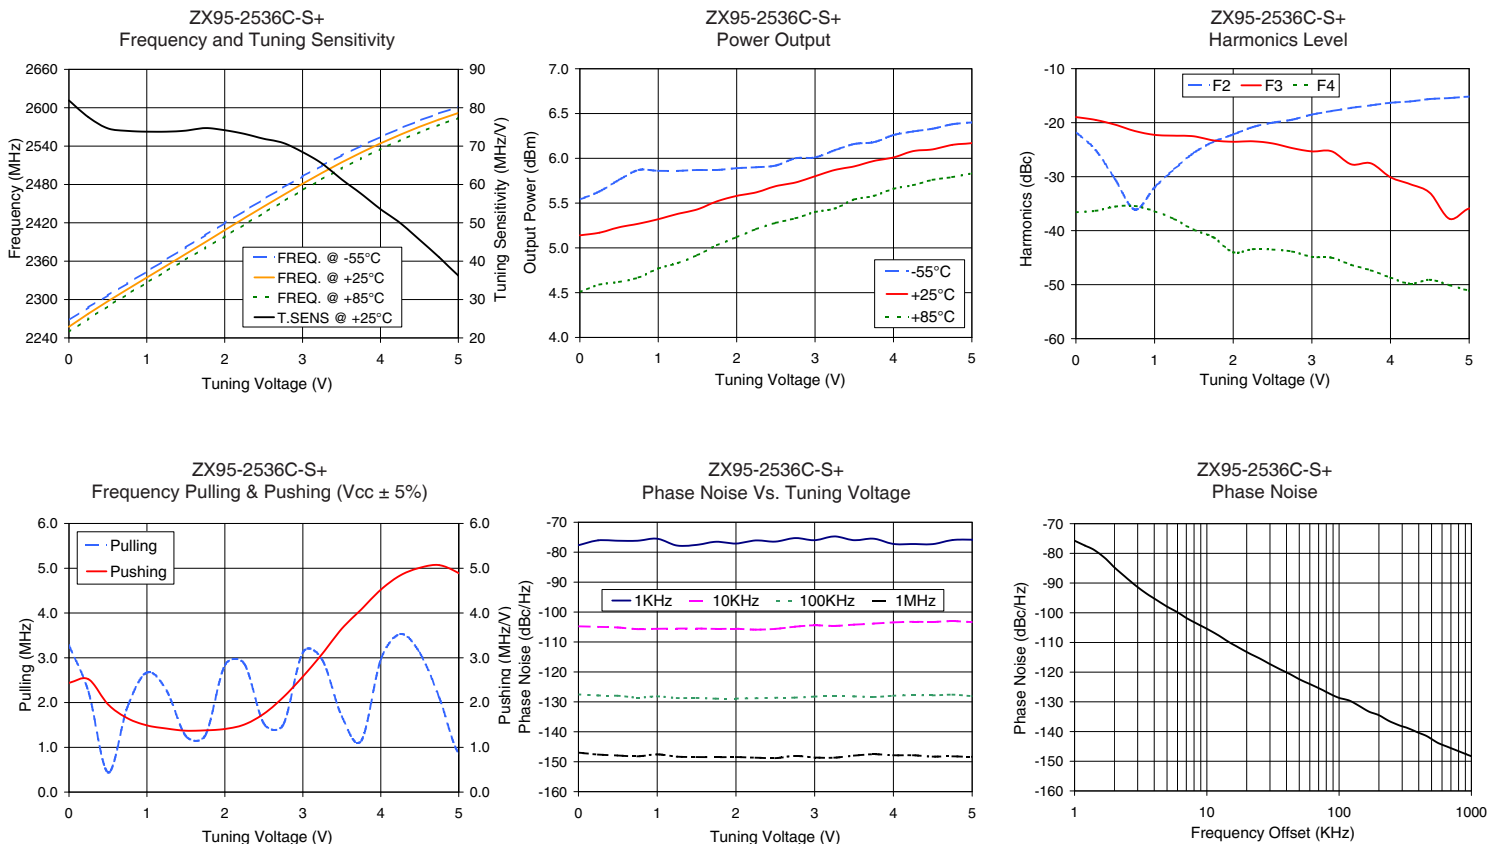 ZX95-2536C-S+
Frequency and Tuning Sensitivity
2660
2600
2540
2480
2420
2360
2300
2240
90
80
70
60
50
40
30
20
0 1 2 3 4 5
Frequency (MHz)
Tuning Sensitivity (MHz/V)
Tuning Voltage (V)
FREQ. @ -55°C
FREQ. @ +25°C
FREQ. @ +85°C
T.SENS @ +25°C
ZX95-2536C-S+
Power Output
7.0
6.5
6.0
5.5
5.0
4.5
4.0
0 1 2 3 4 5
Output Power (dBm)
Tuning Voltage (V)
-55°C
+25°C
+85°C
ZX95-2536C-S+
Harmonics Level
-10
-20
-30
-40
-50
-60
0 1 2 3 4 5
Harmonics (dBc)
Tuning Voltage (V)
F2 F3 F4
ZX95-2536C-S+
Frequency Pulling & Pushing (Vcc ± 5%)
6.0
5.0
4.0
3.0
2.0
1.0
0.0
6.0
5.0
4.0
3.0
2.0
1.0
0.0
0 1 2 3 4 5
Pulling (MHz)
Pushing (MHz/V)
Tuning Voltage (V)
Pulling
Pushing
ZX95-2536C-S+
Phase Noise Vs. Tuning Voltage
-70
-80
-90
-100
-110
-120
-130
-140
-150
-160
0 1 2 3 4 5
Phase Noise (dBc/Hz)
Tuning Voltage (V)
1KHz 10KHz 100KHz 1MHz
ZX95-2536C-S+
Phase Noise
-70
-80
-90
-100
-110
-120
-130
-140
-150
-160
1 10 100 1000
Phase Noise (dBc/Hz)
Frequency Offset (KHz)